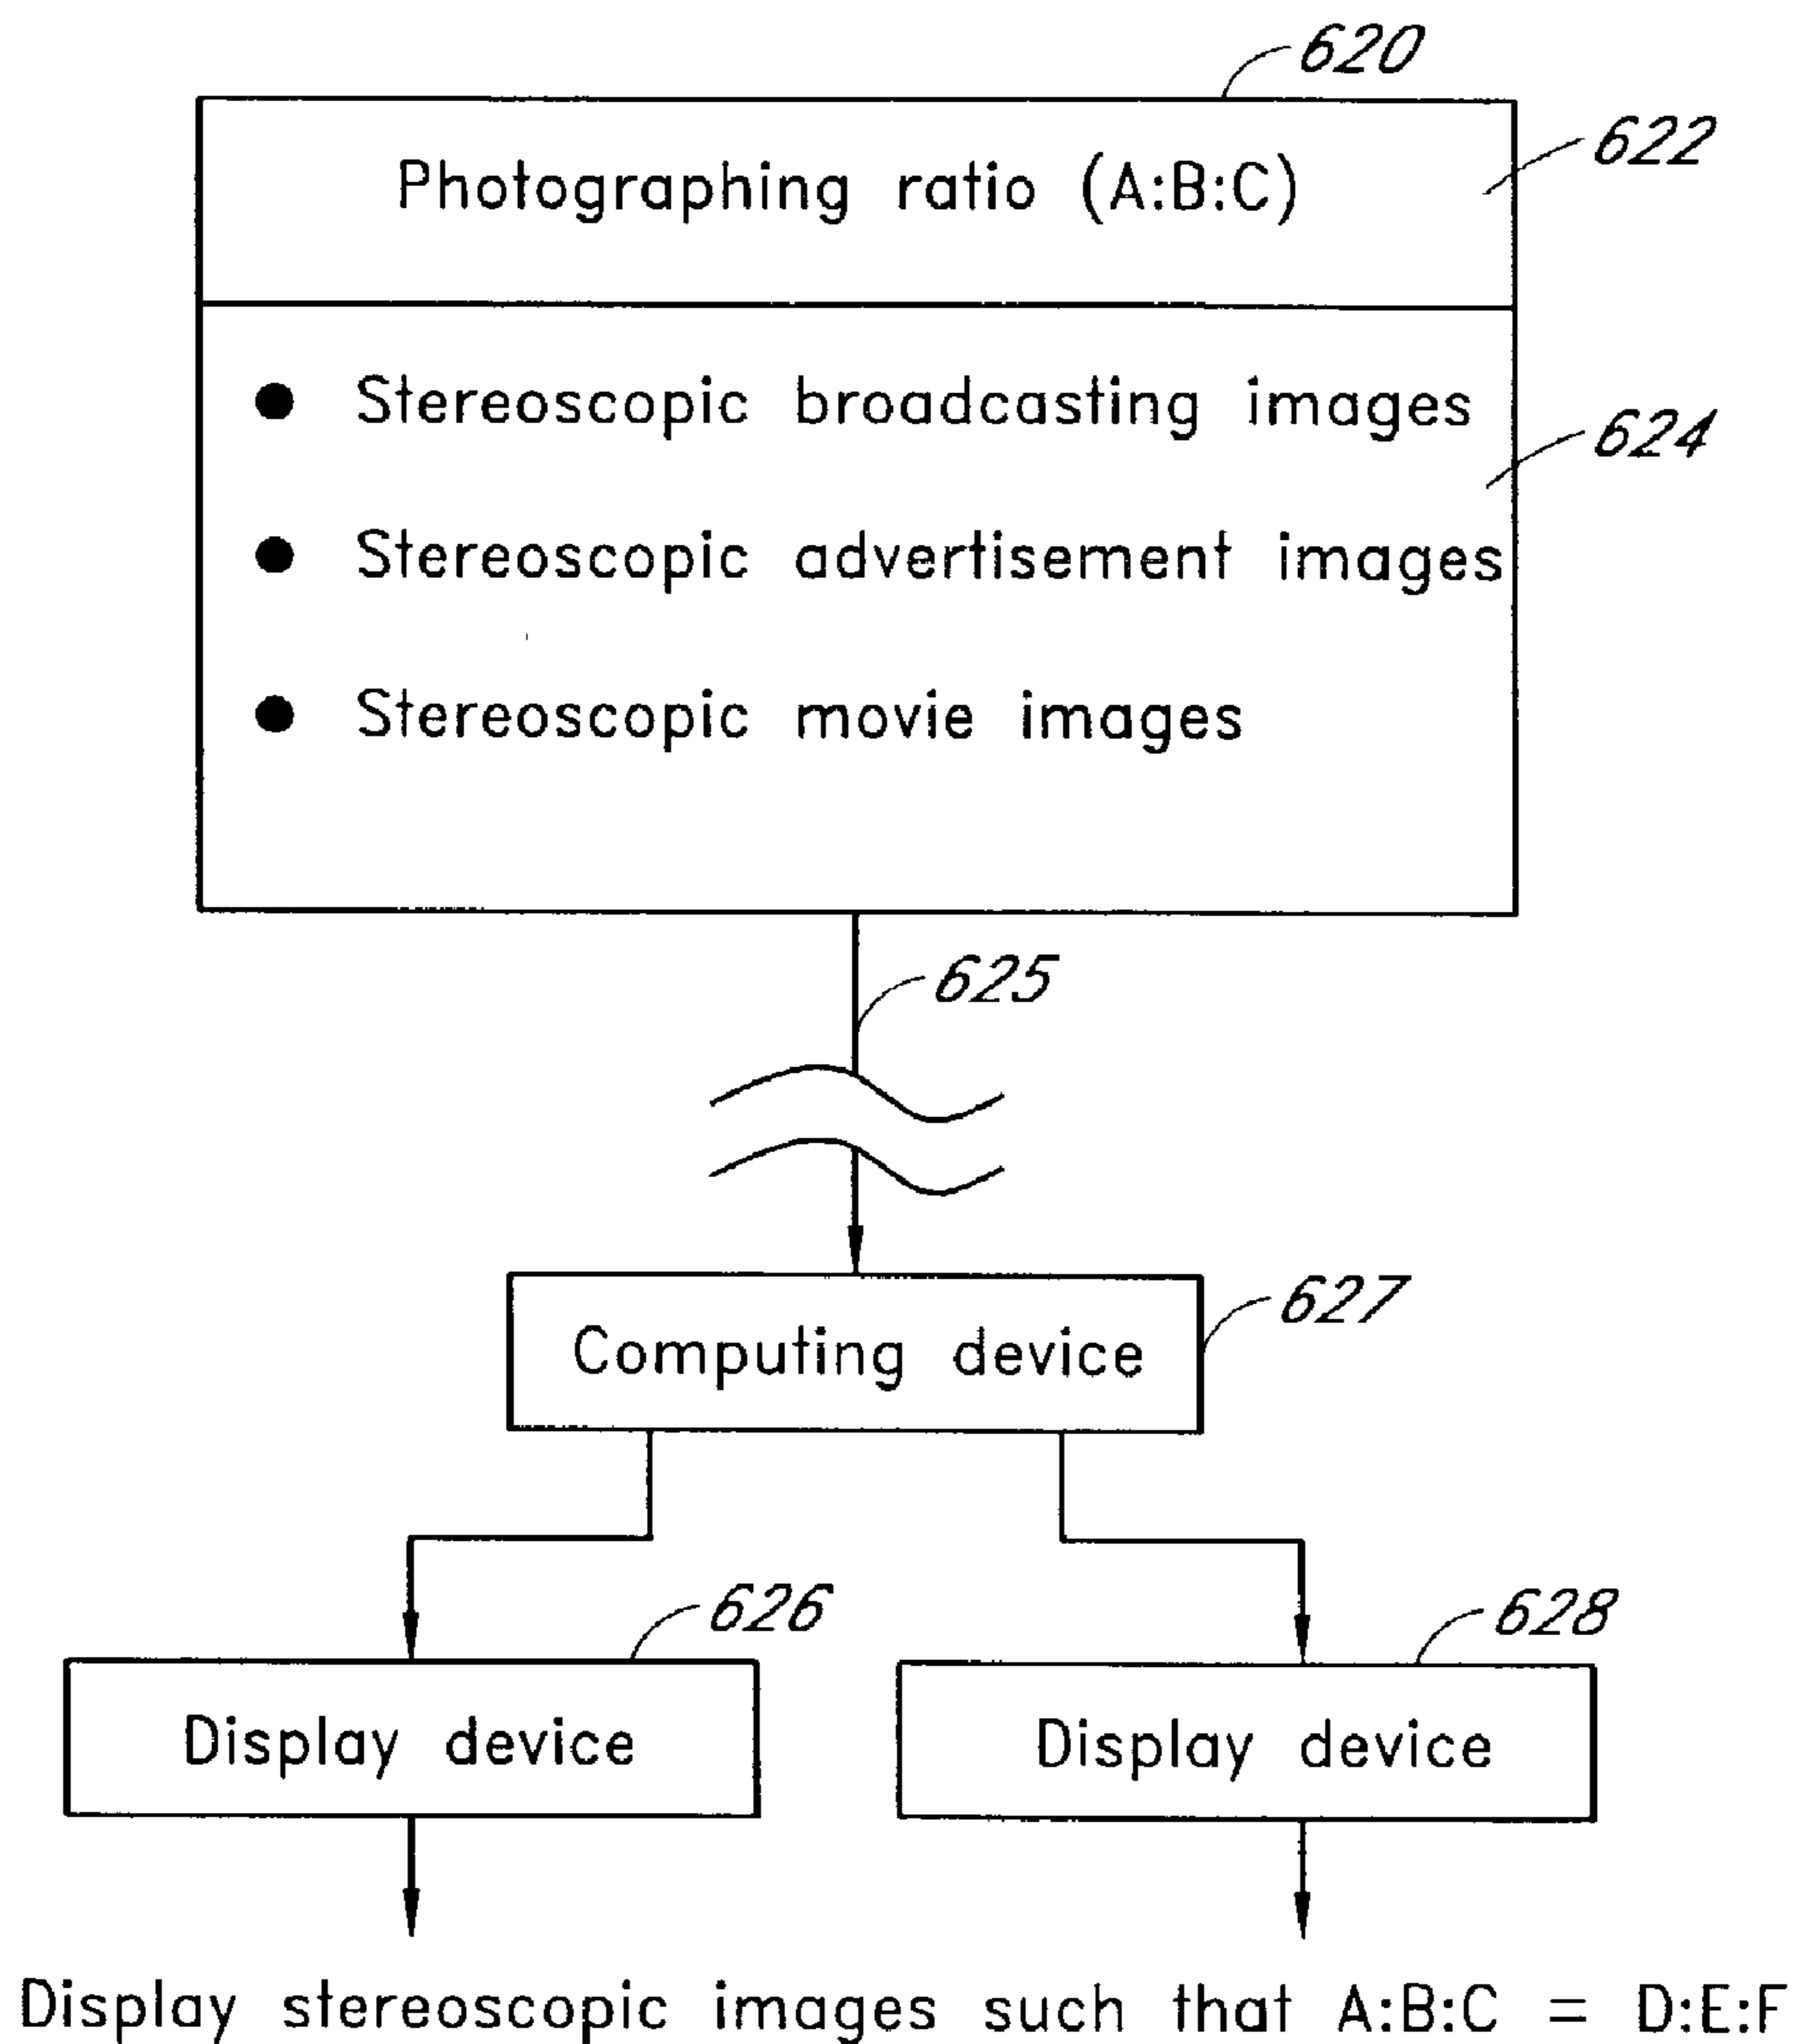 620
622
Photographing ratio (A:B:C)
● Stereoscopic broadcasting images
624
● Stereoscopic advertisement images
● Stereoscopic movie images
625
627
Computing device
626
628
Display device
Display device
Display stereoscopic images such that A:B:C = D:E:F